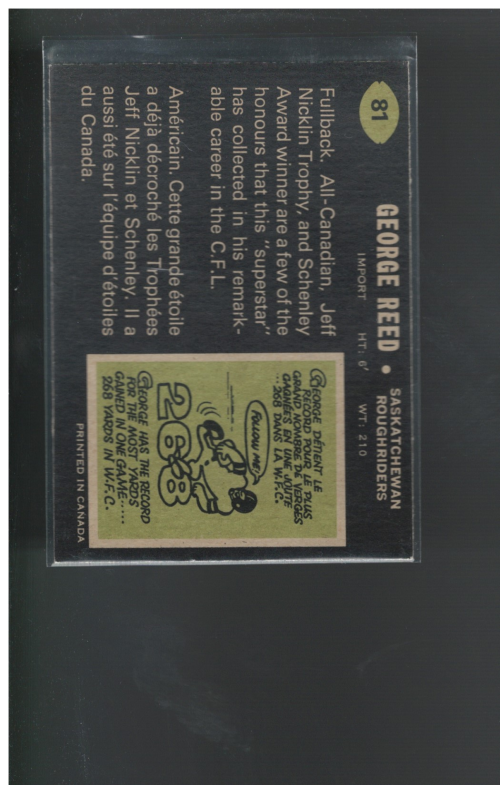 81
GEORGE REED •
SASKATCHEWAN
ROUGHRIDERS
IMPORT HT: 6' WT: 210
Fullback. All-Canadian, Jeff
Nicklin Trophy, and Schenley
Award winner are a few of the
honours that this "superstar"
has collected in his remark-
able career in the C.F.L.
Américain. Cette grande étoile
a déjà décroché les Trophées
Jeff Nicklin et Schenley. Il a
aussi été sur l'équipe d'étoiles
du Canada.
GEORGE DÉTIENT LE
RECORD POUR LE PLUS
GRAND NOMBRE DE VERGES
GAGNÉES EN UNE JOUTE
...268 DANS LA W.F.C.
FOLLOW ME!
268
GEORGE HAS THE RECORD
FOR THE MOST YARDS
GAINED IN ONE GAME.....
268 YARDS IN W.F.C.
PRINTED IN CANADA